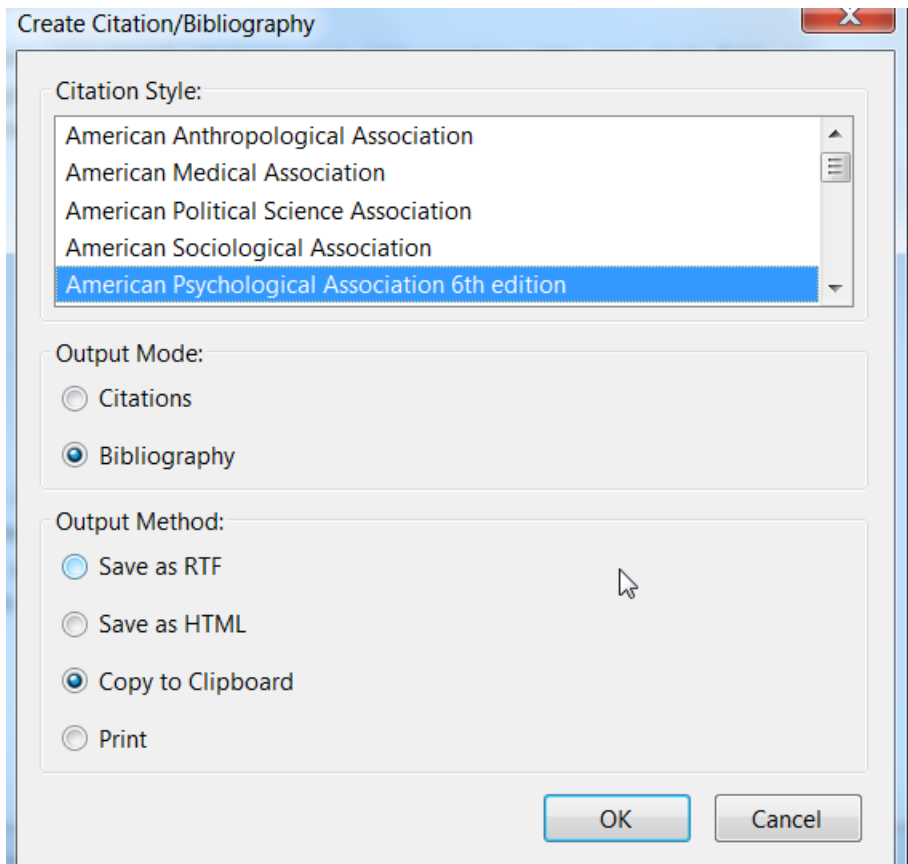 Create Citation/Bibliography
Citation Style:
American Anthropological Association
American Medical Association
American Political Science Association
American Sociological Association
American Psychological Association 6th edition
Output Mode:
Citations
Bibliography
Output Method:
Save as RTF
Save as HTML
Copy to Clipboard
Print
OK Cancel